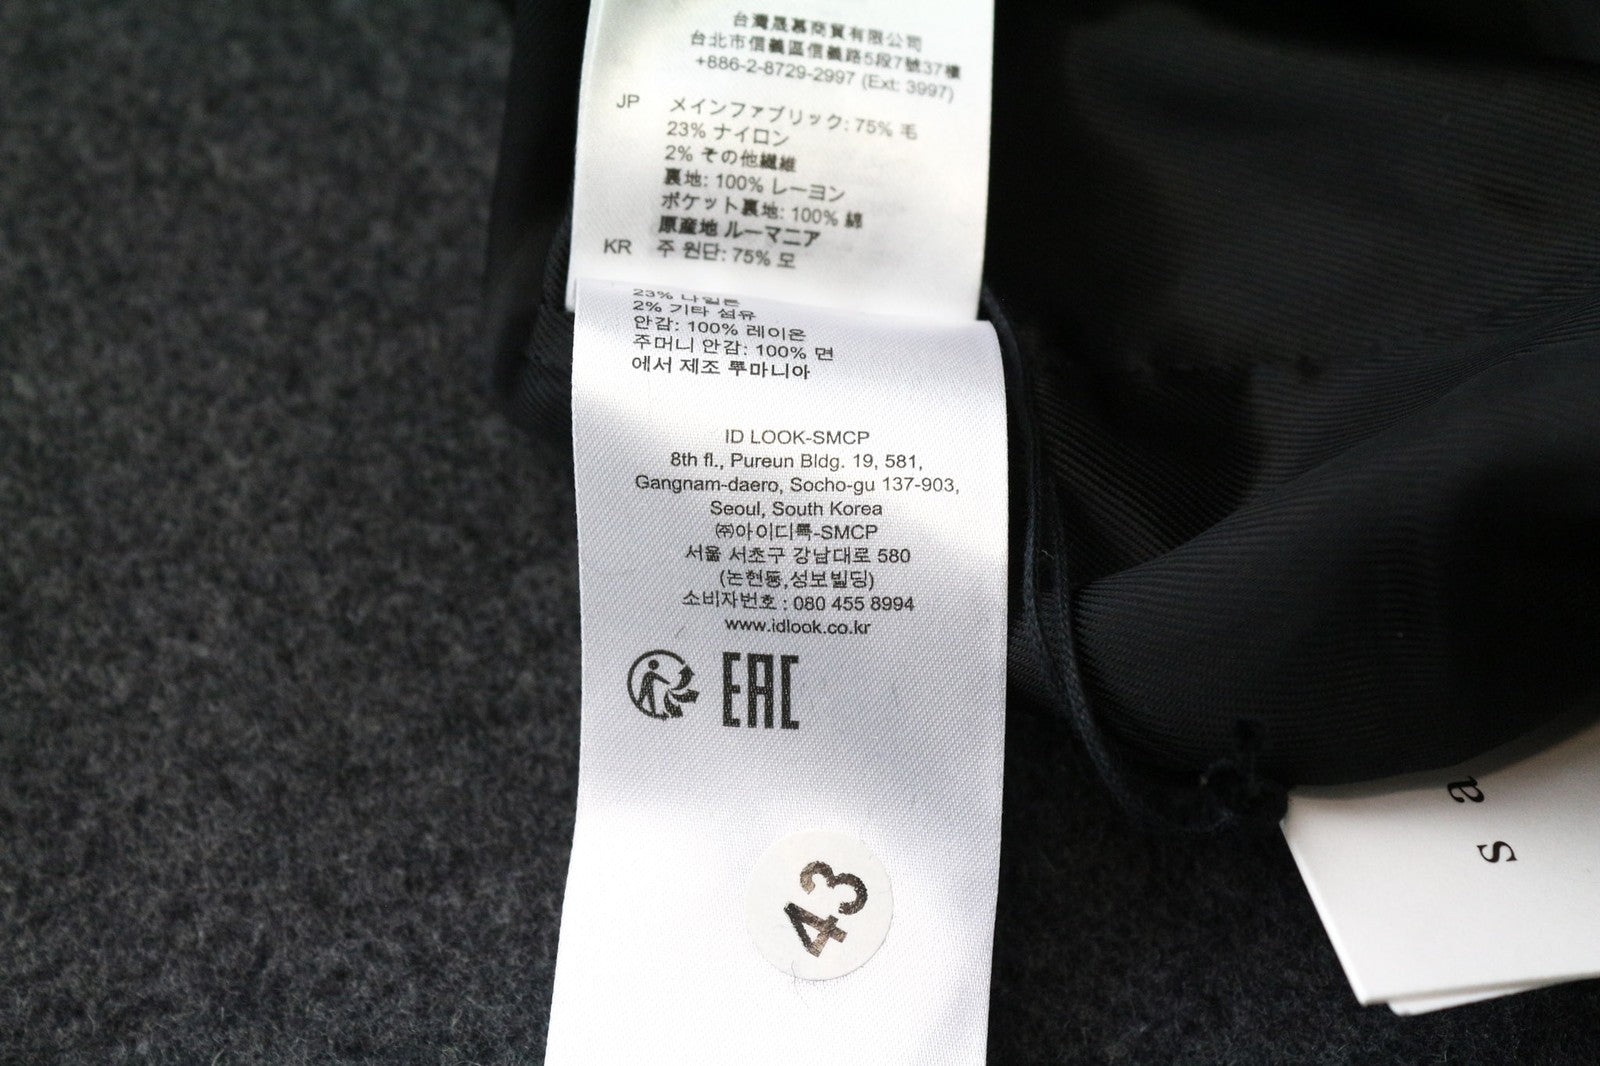 台灣晟慕商貿有限公司
台北市信義區信義路5段7號37樓
+886-2-8729-2997 (Ext: 3997)
JP メインファブリック: 75% 毛
23% ナイロン
2% その他繊維
裏地: 100% レーヨン
ポケット裏地: 100% 綿
原産地 ルーマニア
KR 주 원단: 75% 모
23% 나일론
2% 기타 섬유
안감: 100% 레이온
주머니 안감: 100% 면
에서 제조 루마니아
ID LOOK-SMCP
8th fl., Pureun Bldg. 19, 581,
Gangnam-daero, Socho-gu 137-903,
Seoul, South Korea
㈜아이디룩-SMCP
서울 서초구 강남대로 580
(논현동,성보빌딩)
소비자번호 : 080 455 8994
www.idlook.co.kr
EAC
43
s a